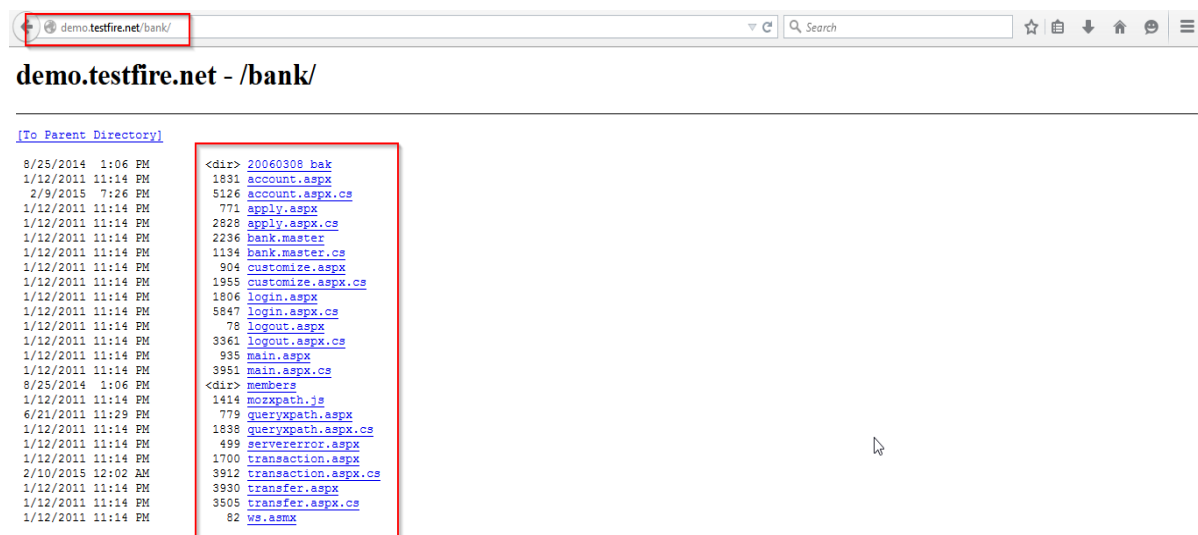 demo.testfire.net/bank/
Search
demo.testfire.net - /bank/
[To Parent Directory]
8/25/2014 1:06 PM <dir> 20060308 bak
1/12/2011 11:14 PM 1831 account.aspx
2/9/2015 7:26 PM 5126 account.aspx.cs
1/12/2011 11:14 PM 771 apply.aspx
1/12/2011 11:14 PM 2828 apply.aspx.cs
1/12/2011 11:14 PM 2236 bank.master
1/12/2011 11:14 PM 1134 bank.master.cs
1/12/2011 11:14 PM 904 customize.aspx
1/12/2011 11:14 PM 1955 customize.aspx.cs
1/12/2011 11:14 PM 1806 login.aspx
1/12/2011 11:14 PM 5847 login.aspx.cs
1/12/2011 11:14 PM 78 logout.aspx
1/12/2011 11:14 PM 3361 logout.aspx.cs
1/12/2011 11:14 PM 935 main.aspx
1/12/2011 11:14 PM 3951 main.aspx.cs
8/25/2014 1:06 PM <dir> members
1/12/2011 11:14 PM 1414 mozxpath.js
6/21/2011 11:29 PM 779 queryxpath.aspx
1/12/2011 11:14 PM 1838 queryxpath.aspx.cs
1/12/2011 11:14 PM 499 servererror.aspx
1/12/2011 11:14 PM 1700 transaction.aspx
2/10/2015 12:02 AM 3912 transaction.aspx.cs
1/12/2011 11:14 PM 3930 transfer.aspx
1/12/2011 11:14 PM 3505 transfer.aspx.cs
1/12/2011 11:14 PM 82 ws.asmx